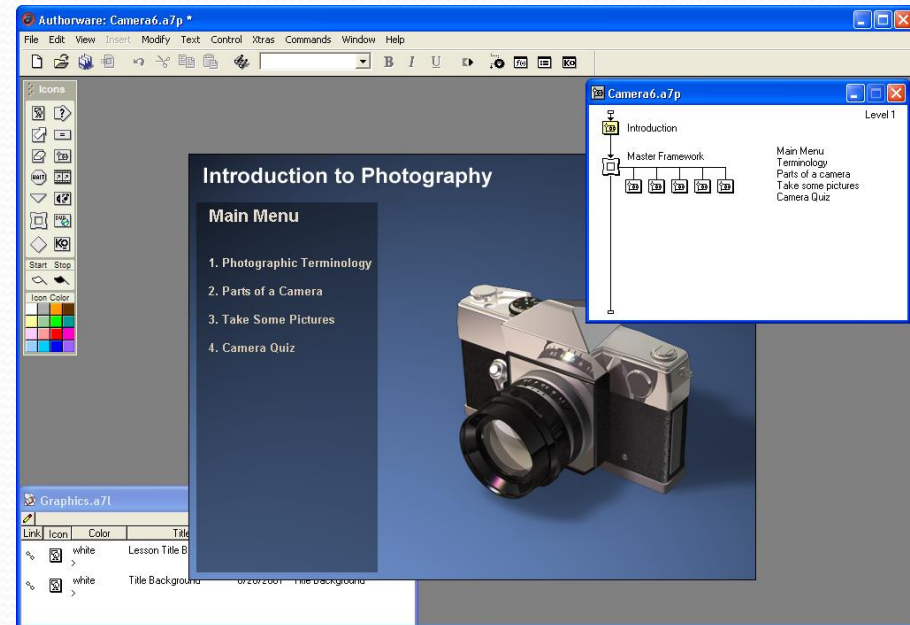 Authorware: Camera6.a7p *
File Edit View Insert Modify Text Control Xtras Commands Window Help
B I U
Icons
WAIT
Start Stop
Icon Color
Camera6.a7p
Level 1
Introduction
Master Framework
Main Menu
Terminology
Parts of a camera
Take some pictures
Camera Quiz
Introduction to Photography
Main Menu
1. Photographic Terminology
2. Parts of a Camera
3. Take Some Pictures
4. Camera Quiz
Graphics.a7l
Link Icon Color Title
white Lesson Title B
>
white Title Background
>